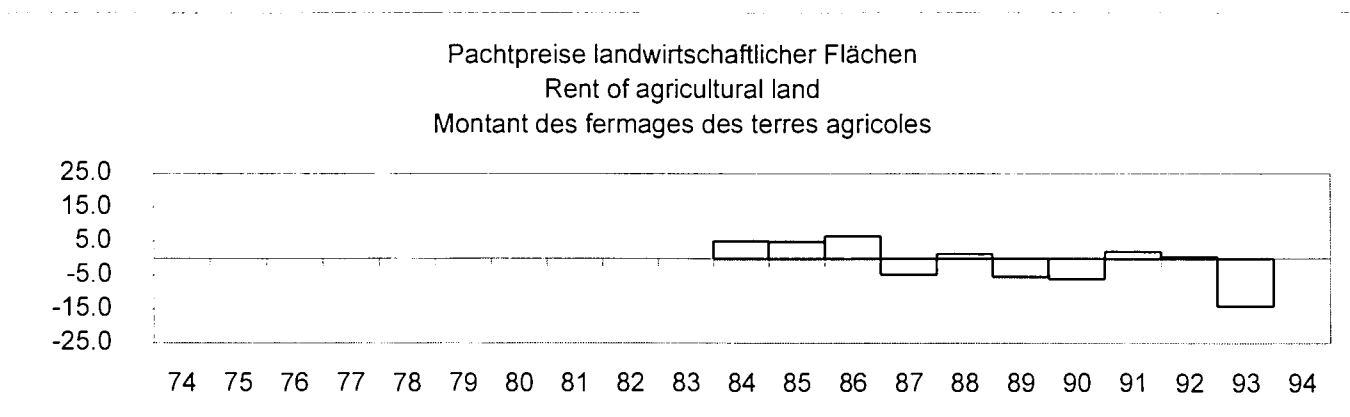 Pachtpreise landwirtschaftlicher Flächen
Rent of agricultural land
Montant des fermages des terres agricoles
25.0
15.0
5.0
-5.0
-15.0
-25.0
74 75 76 77 78 79 80 81 82 83 84 85 86 87 88 89 90 91 92 93 94